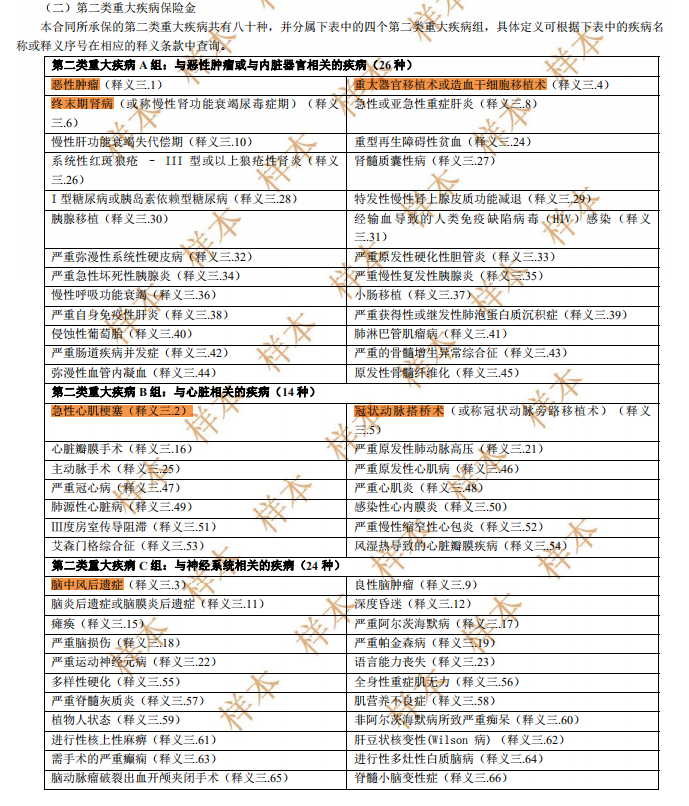 （二）第二类重大疾病保险金
本合同所承保的第二类重大疾病共有八十种，并分属下表中的四个第二类重大疾病组，具体定义可根据下表中的疾病名
称或释义序号在相应的释义条款中查询。
第二类重大疾病 A 组：与恶性肿瘤或与内脏器官相关的疾病（26 种）
恶性肿瘤（释义三.1）
重大器官移植术或造血干细胞移植术（释义三.4）
终末期肾病（或称慢性肾功能衰竭尿毒症期）（释义
三.6）
急性或亚急性重症肝炎（释义三.8）
慢性肝功能衰竭失代偿期（释义三.10）
重型再生障碍性贫血（释义三.24）
系统性红斑狼疮 - III 型或以上狼疮性肾炎（释义
三.26）
肾髓质囊性病（释义三.27）
I 型糖尿病或胰岛素依赖型糖尿病（释义三.28）
特发性慢性肾上腺皮质功能减退（释义三.29）
胰腺移植（释义三.30）
经输血导致的人类免疫缺陷病毒（HIV）感染（释义
三.31）
严重弥漫性系统性硬皮病（释义三.32）
严重原发性硬化性胆管炎（释义三.33）
严重急性坏死性胰腺炎（释义三.34）
严重慢性复发性胰腺炎（释义三.35）
慢性呼吸功能衰竭（释义三.36）
小肠移植（释义三.37）
严重自身免疫性肝炎（释义三.38）
严重获得性或继发性肺泡蛋白质沉积症（释义三.39）
侵蚀性葡萄胎（释义三.40）
肺淋巴管肌瘤病（释义三.41）
严重肠道疾病并发症（释义三.42）
严重的骨髓增生异常综合征（释义三.43）
弥漫性血管内凝血（释义三.44）
原发性骨髓纤维化（释义三.45）
第二类重大疾病 B 组：与心脏相关的疾病（14 种）
急性心肌梗塞（释义三.2）
冠状动脉搭桥术（或称冠状动脉旁路移植术）（释义
三.5）
心脏瓣膜手术（释义三.16）
严重原发性肺动脉高压（释义三.21）
主动脉手术（释义三.25）
严重原发性心肌病（释义三.46）
严重冠心病（释义三.47）
严重心肌炎（释义三.48）
肺源性心脏病（释义三.49）
感染性心内膜炎（释义三.50）
III度房室传导阻滞（释义三.51）
严重慢性缩窄性心包炎（释义三.52）
艾森门格综合征（释义三.53）
风湿热导致的心脏瓣膜疾病（释义三.54）
第二类重大疾病 C 组：与神经系统相关的疾病（24 种）
脑中风后遗症（释义三.3）
良性脑肿瘤（释义三.9）
脑炎后遗症或脑膜炎后遗症（释义三.11）
深度昏迷（释义三.12）
瘫痪（释义三.15）
严重阿尔茨海默病（释义三.17）
严重脑损伤（释义三.18）
严重帕金森病（释义三.19）
严重运动神经元病（释义三.22）
语言能力丧失（释义三.23）
多样性硬化（释义三.55）
全身性重症肌无力（释义三.56）
严重脊髓灰质炎（释义三.57）
肌营养不良症（释义三.58）
植物人状态（释义三.59）
非阿尔茨海默病所致严重痴呆（释义三.60）
进行性核上性麻痹（释义三.61）
肝豆状核变性(Wilson 病)（释义三.62）
需手术的严重癫痫（释义三.63）
进行性多灶性白质脑病（释义三.64）
脑动脉瘤破裂出血开颅夹闭手术（释义三.65）
脊髓小脑变性症（释义三.66）